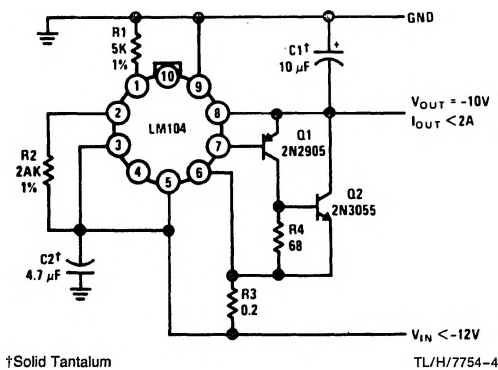 GND
R1
5K
1%
C1†
+
10 μF
10
1
9
2
8
VOUT = -10V
IOUT <2A
LM104
Q1
2N2905
3
7
R2
2AK
1%
4
5
6
Q2
2N3055
R4
68
C2†
4.7 μF
R3
0.2
VIN <-12V
†Solid Tantalum
TL/H/7754-4